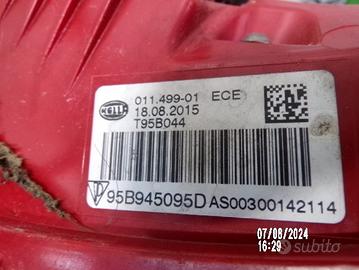 HELLA
011.499-01 ECE
18.08.2015
T95B044
95B945095D AS00300142114
07/08/2024
16:29
subito